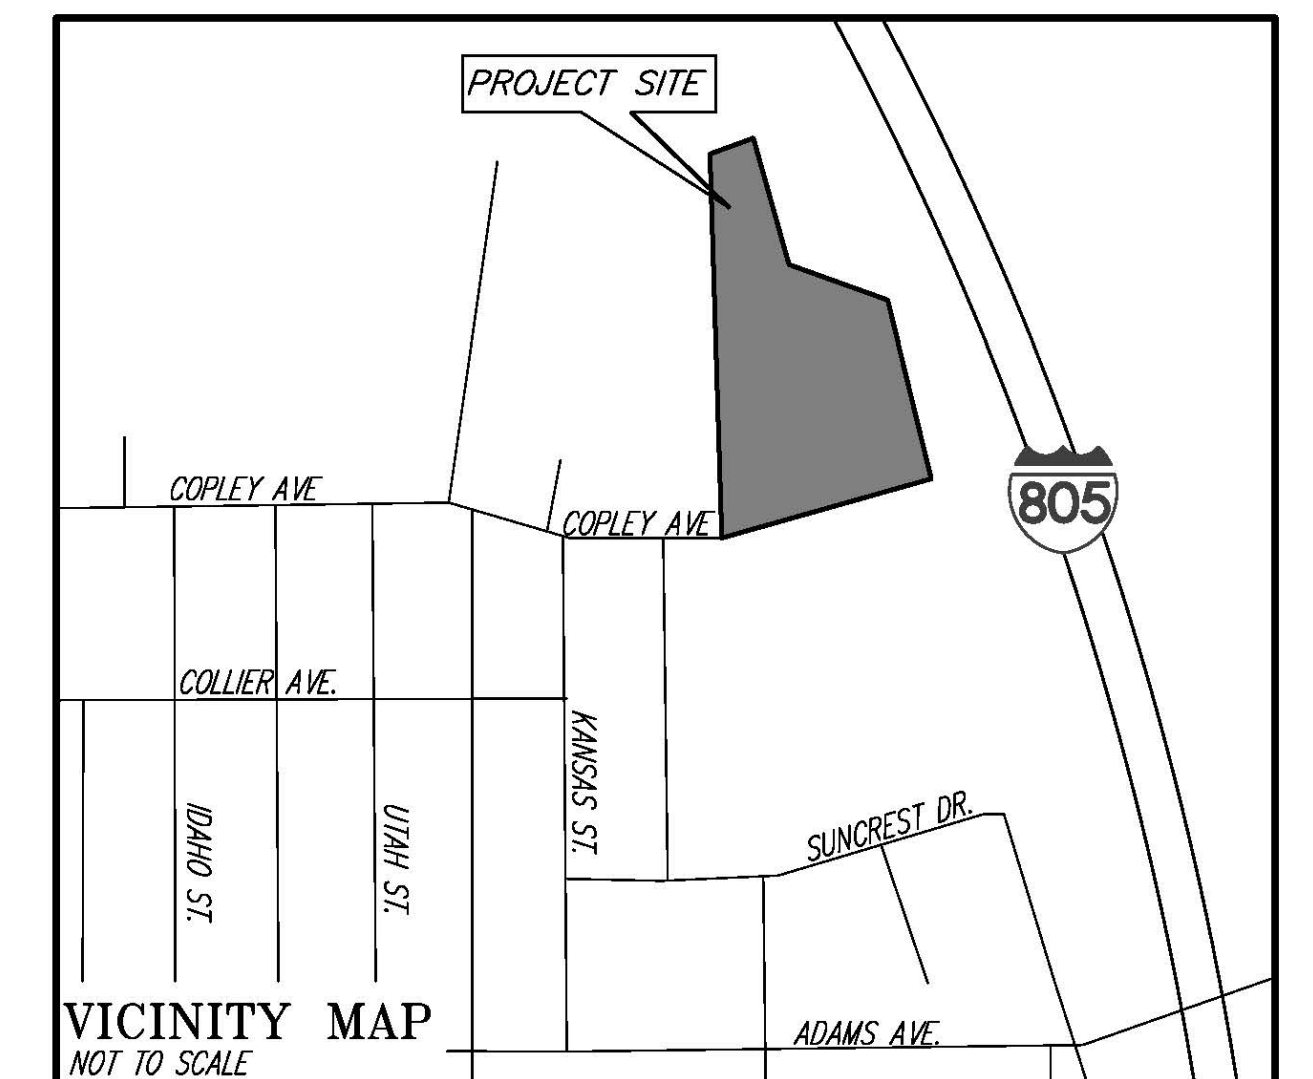 PROJECT SITE
COPLEY AVE
COPLEY AVE
805
COLLIER AVE.
KANSAS ST.
IDAHO ST.
UTAH ST.
SUNCREST DR.
VICINITY MAP
ADAMS AVE.
NOT TO SCALE